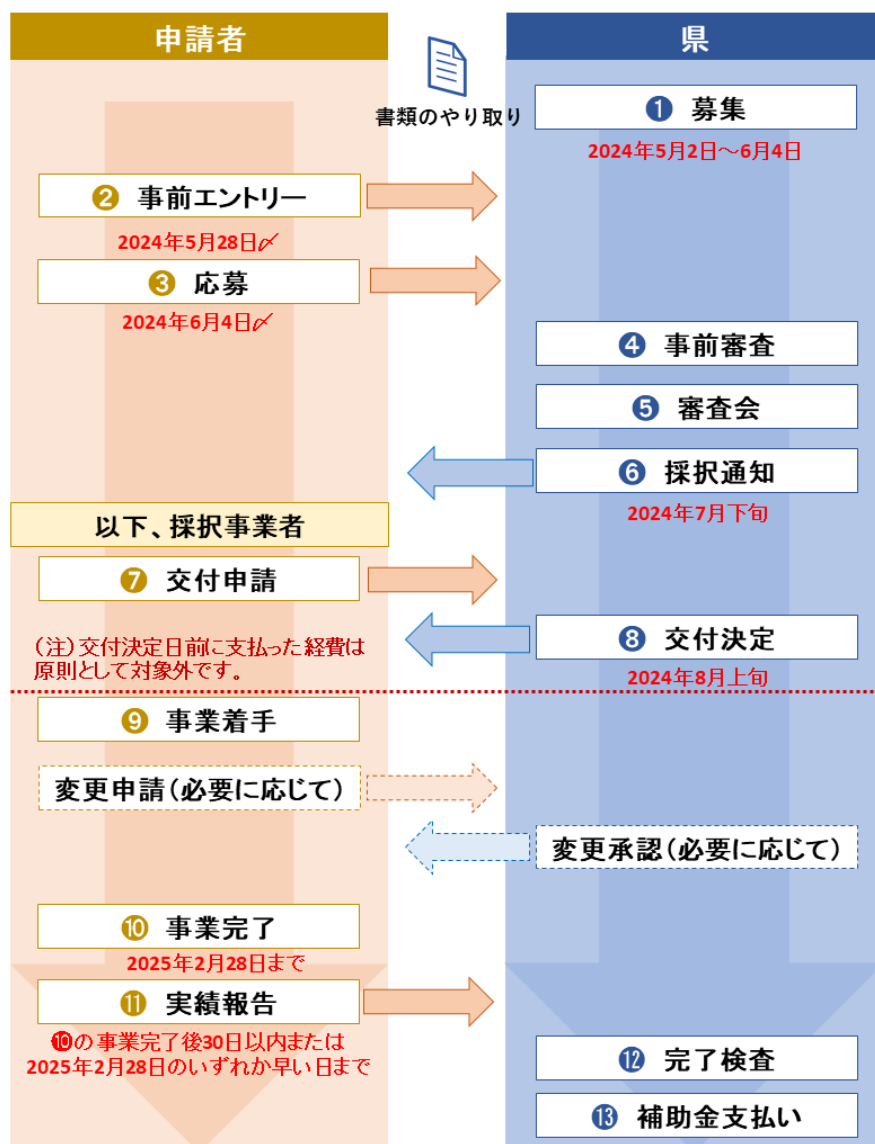 申請者
県
書類のやり取り
❶ 募集
2024年5月2日～6月4日
❷ 事前エントリー
2024年5月28日〆
❸ 応募
2024年6月4日〆
❹ 事前審査
❺ 審査会
❻ 採択通知
2024年7月下旬
以下、採択事業者
❼ 交付申請
❽ 交付決定
2024年8月上旬
（注）交付決定日前に支払った経費は
原則として対象外です。
❾ 事業着手
変更申請（必要に応じて）
変更承認（必要に応じて）
❿ 事業完了
2025年2月28日まで
⓫ 実績報告
❿の事業完了後30日以内または
2025年2月28日のいずれか早い日まで
⓬ 完了検査
⓭ 補助金支払い